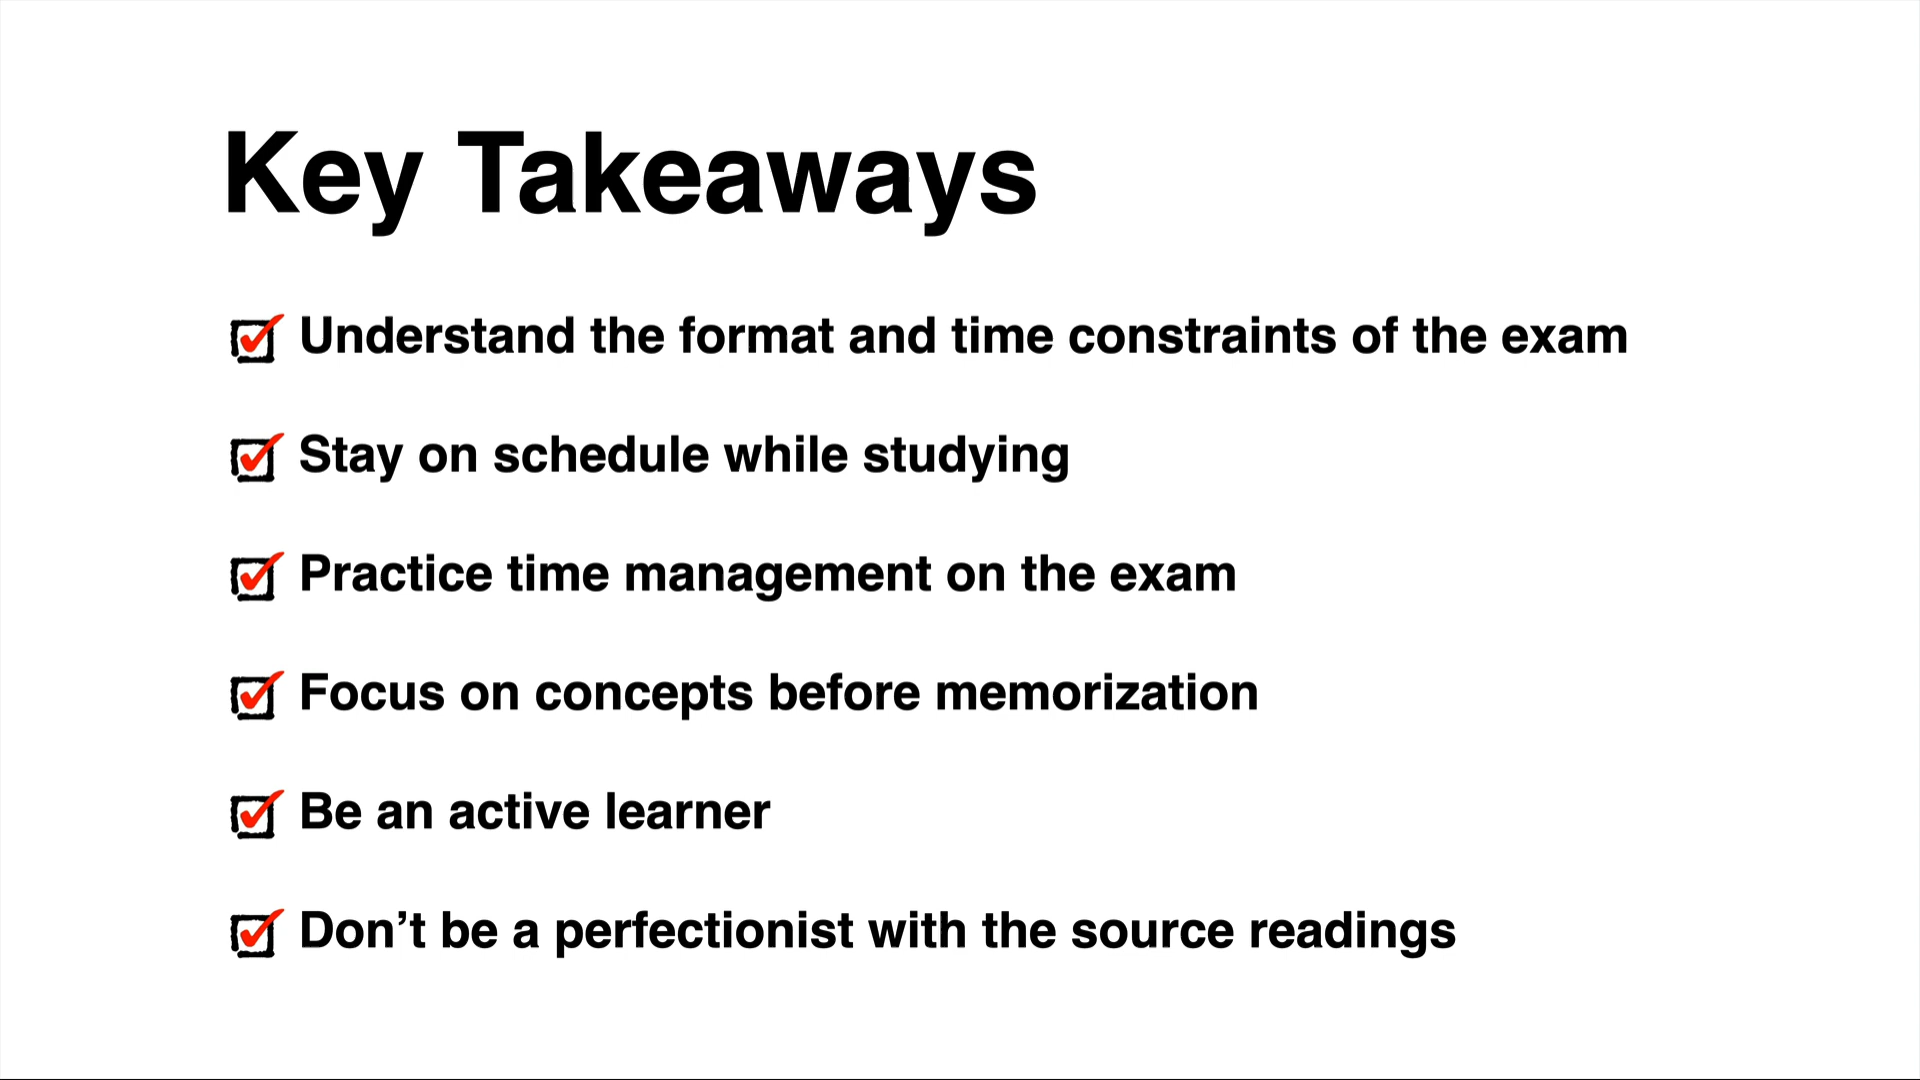 Key Takeaways
Understand the format and time constraints of the exam
Stay on schedule while studying
Practice time management on the exam
Focus on concepts before memorization
Be an active learner
Don’t be a perfectionist with the source readings